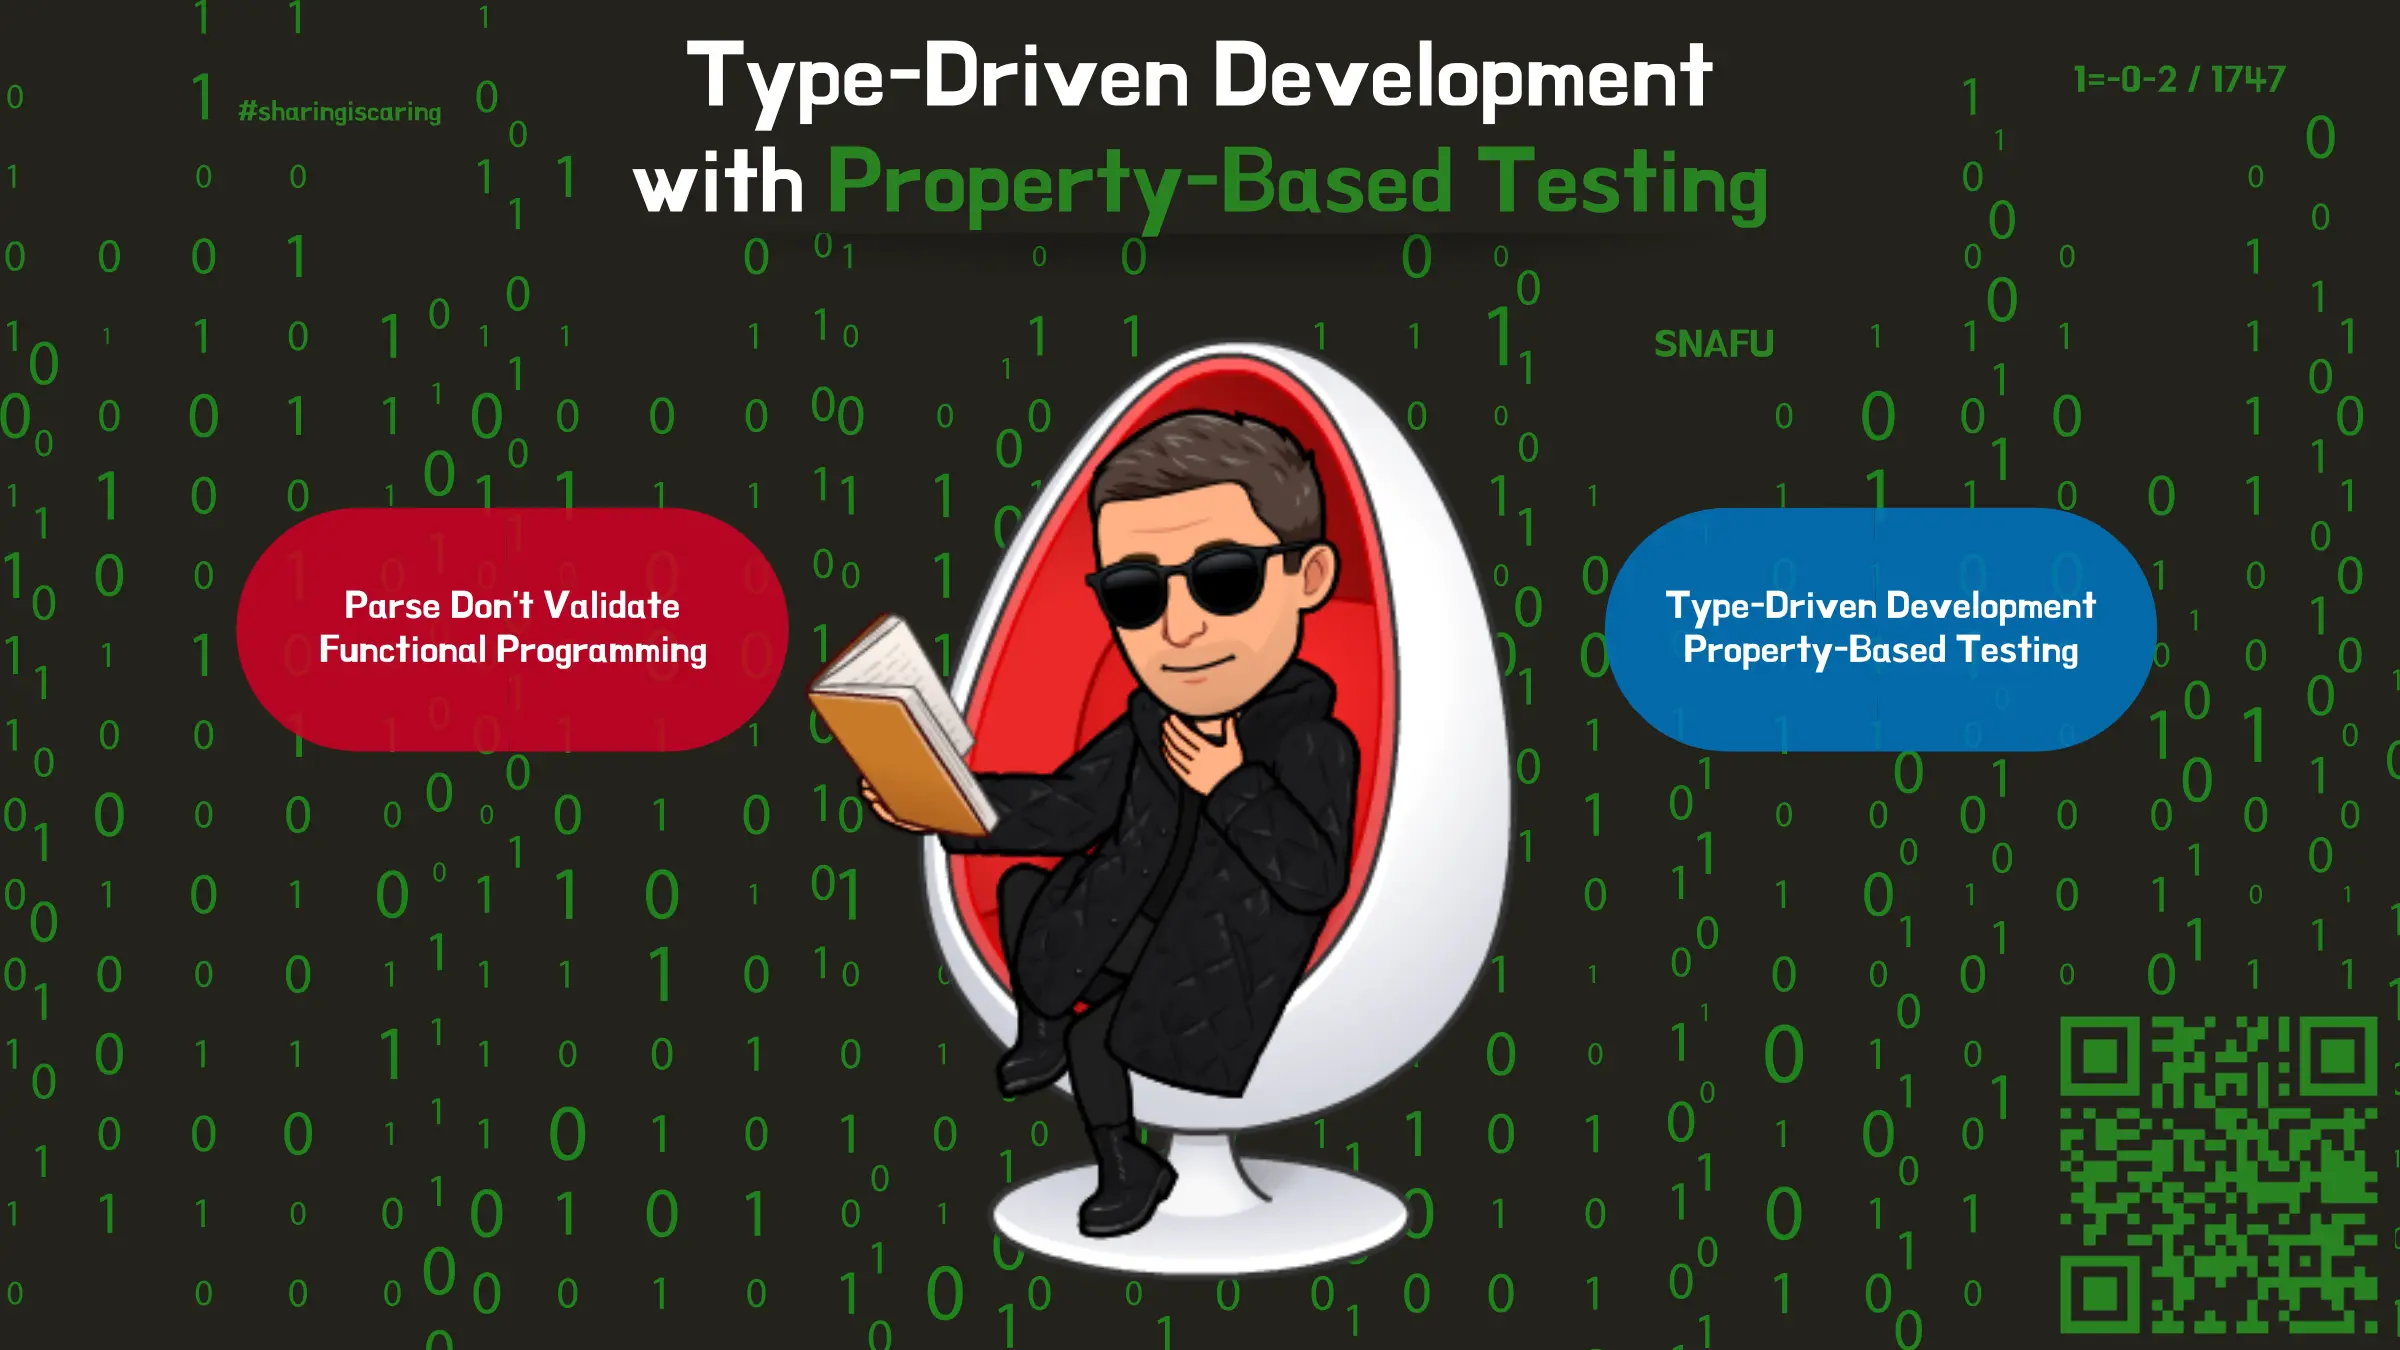 Type-Driven Development
with Property-Based Testing
#sharingiscaring
1=-0-2 / 1747
SNAFU
Parse Don't Validate
Functional Programming
Type-Driven Development
Property-Based Testing